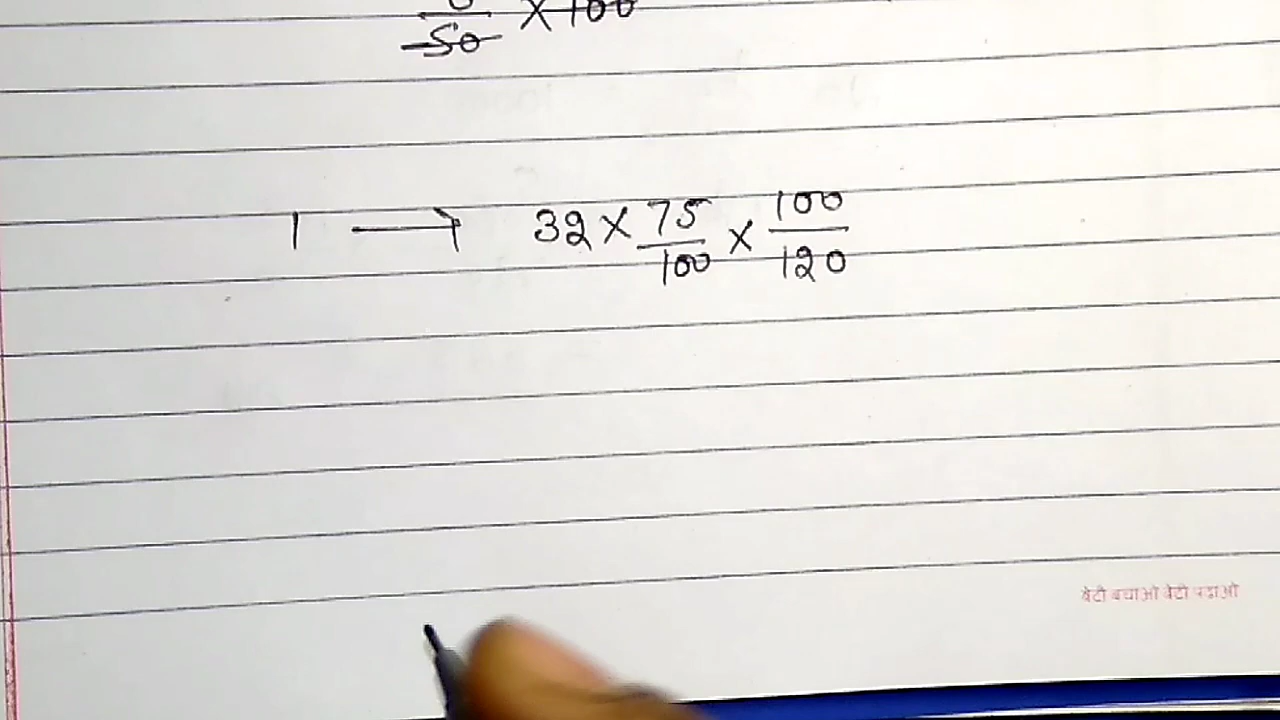 50 × 100
1 → 32 × 75/100 × 100/120
बेटी बचाओ बेटी पढ़ाओ